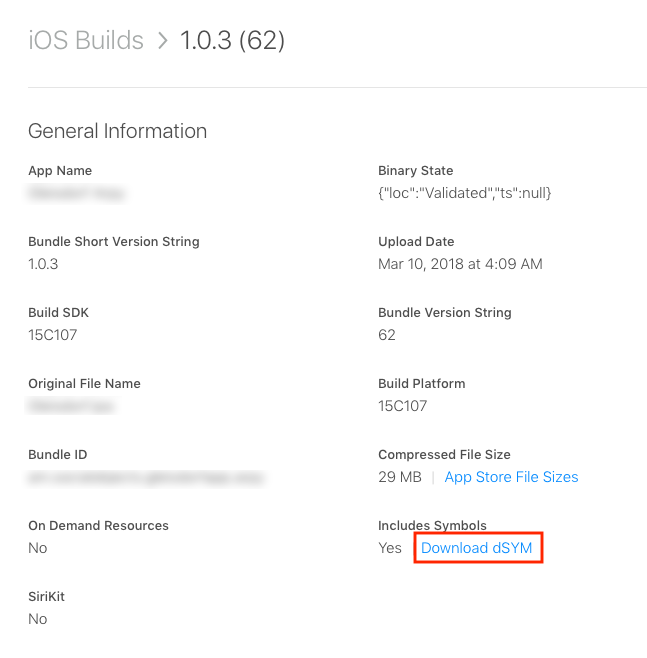 iOS Builds > 1.0.3 (62)
General Information
App Name
Binary State
{"loc":"Validated","ts":null}
Bundle Short Version String
1.0.3
Upload Date
Mar 10, 2018 at 4:09 AM
Build SDK
15C107
Bundle Version String
62
Original File Name
Build Platform
15C107
Bundle ID
Compressed File Size
29 MB | App Store File Sizes
On Demand Resources
No
Includes Symbols
Yes Download dSYM
SiriKit
No